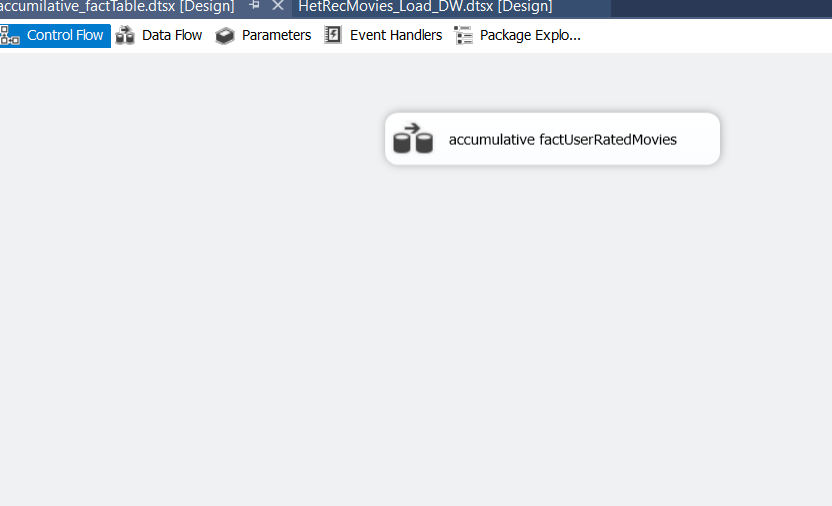 accumilative_factTable.dtsx [Design] HetRecMovies_Load_DW.dtsx [Design]
Control Flow Data Flow Parameters Event Handlers Package Explo...
accumulative factUserRatedMovies